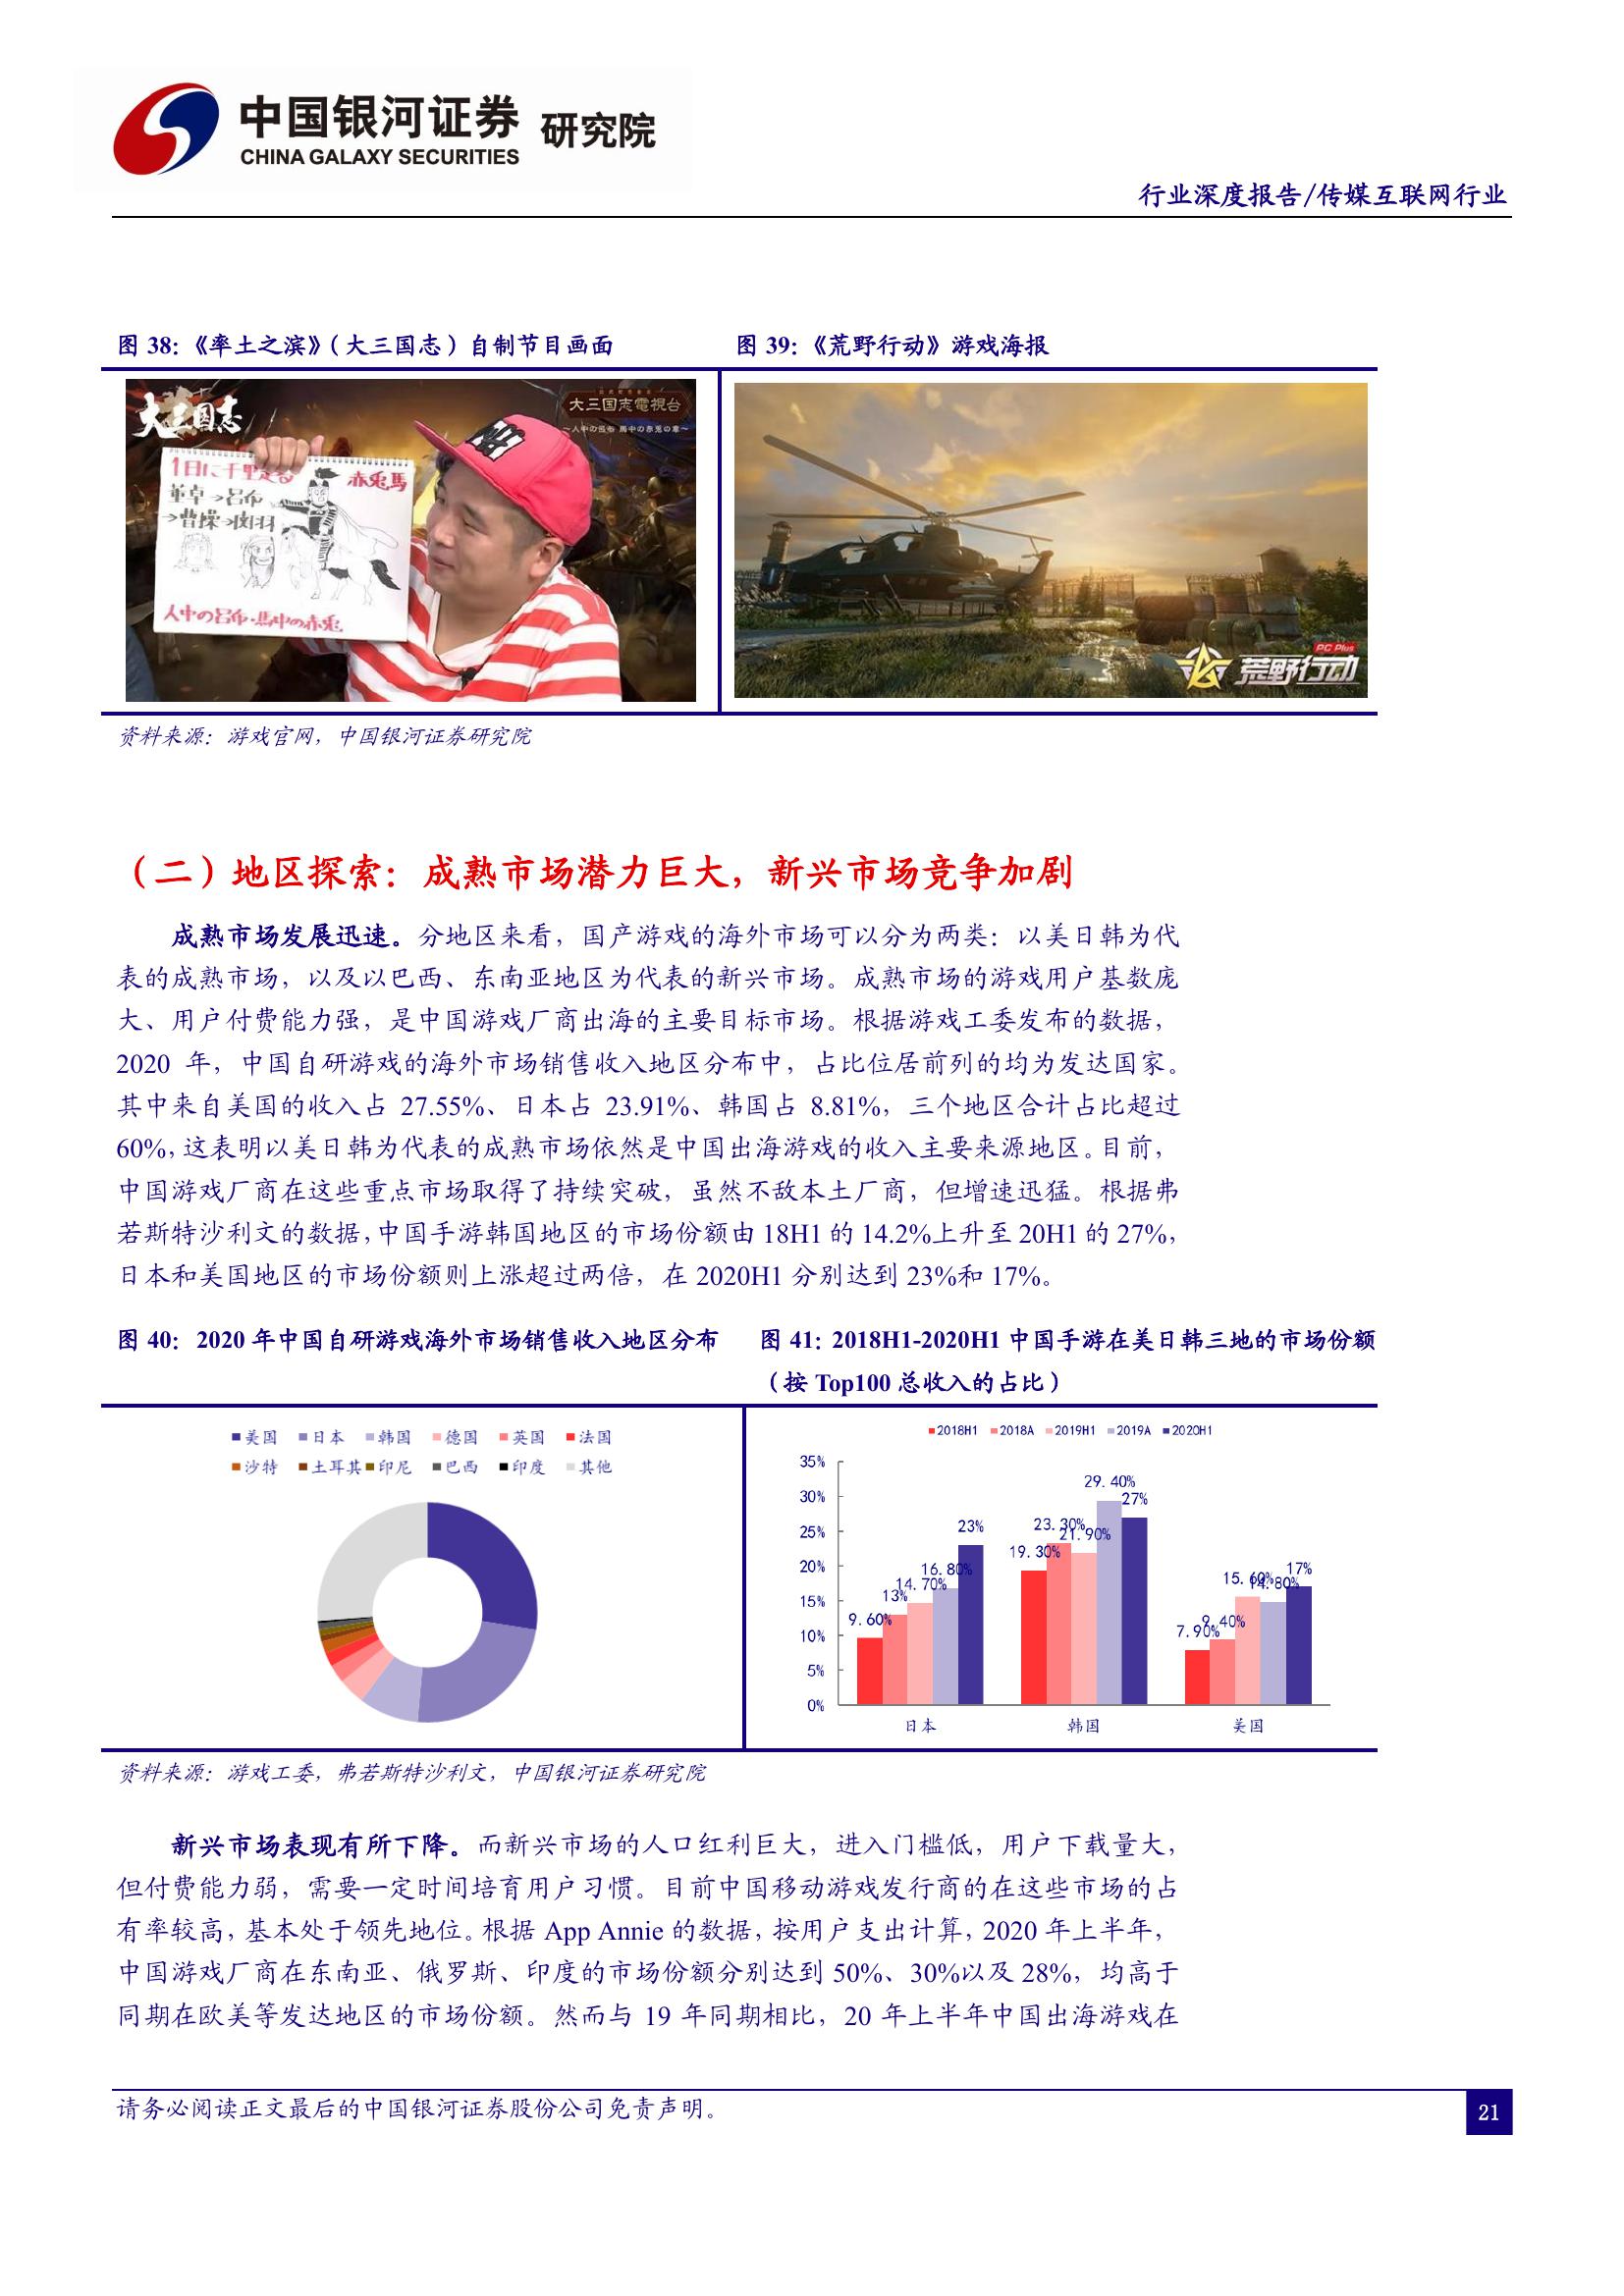 中国银河证券 研究院
CHINA GALAXY SECURITIES
行业深度报告/传媒互联网行业
图 38：《率土之滨》（大三国志）自制节目画面
图 39：《荒野行动》游戏海报
大三国志
大三国志電視台
～人中の呂布 馬中の赤兎の章～
1日に千里走る
赤兎馬
董卓→呂布
→曹操→関羽
人中の呂布・馬中の赤兎
PC Plus
荒野行动
资料来源：游戏官网，中国银河证券研究院
（二）地区探索：成熟市场潜力巨大，新兴市场竞争加剧
成熟市场发展迅速。分地区来看，国产游戏的海外市场可以分为两类：以美日韩为代
表的成熟市场，以及以巴西、东南亚地区为代表的新兴市场。成熟市场的游戏用户基数庞
大、用户付费能力强，是中国游戏厂商出海的主要目标市场。根据游戏工委发布的数据，
2020 年，中国自研游戏的海外市场销售收入地区分布中，占比位居前列的均为发达国家。
其中来自美国的收入占 27.55%、日本占 23.91%、韩国占 8.81%，三个地区合计占比超过
60%，这表明以美日韩为代表的成熟市场依然是中国出海游戏的收入主要来源地区。目前，
中国游戏厂商在这些重点市场取得了持续突破，虽然不敌本土厂商，但增速迅猛。根据弗
若斯特沙利文的数据，中国手游韩国地区的市场份额由 18H1 的 14.2%上升至 20H1 的 27%，
日本和美国地区的市场份额则上涨超过两倍，在 2020H1 分别达到 23%和 17%。
图 40：2020 年中国自研游戏海外市场销售收入地区分布
图 41：2018H1-2020H1 中国手游在美日韩三地的市场份额
（按 Top100 总收入的占比）
美国 日本 韩国 德国 英国 法国
沙特 土耳其 印尼 巴西 印度 其他
2018H1 2018A 2019H1 2019A 2020H1
35%
30%
25%
20%
15%
10%
5%
0%
9.60% 13% 14.70% 16.80% 23%
19.30% 23.30% 21.90% 29.40% 27%
7.90% 9.40% 15.60% 14.80% 17%
日本 韩国 美国
资料来源：游戏工委，弗若斯特沙利文，中国银河证券研究院
新兴市场表现有所下降。而新兴市场的人口红利巨大，进入门槛低，用户下载量大，
但付费能力弱，需要一定时间培育用户习惯。目前中国移动游戏发行商的在这些市场的占
有率较高，基本处于领先地位。根据 App Annie 的数据，按用户支出计算，2020 年上半年，
中国游戏厂商在东南亚、俄罗斯、印度的市场份额分别达到 50%、30%以及 28%，均高于
同期在欧美等发达地区的市场份额。然而与 19 年同期相比，20 年上半年中国出海游戏在
请务必阅读正文最后的中国银河证券股份公司免责声明。
21